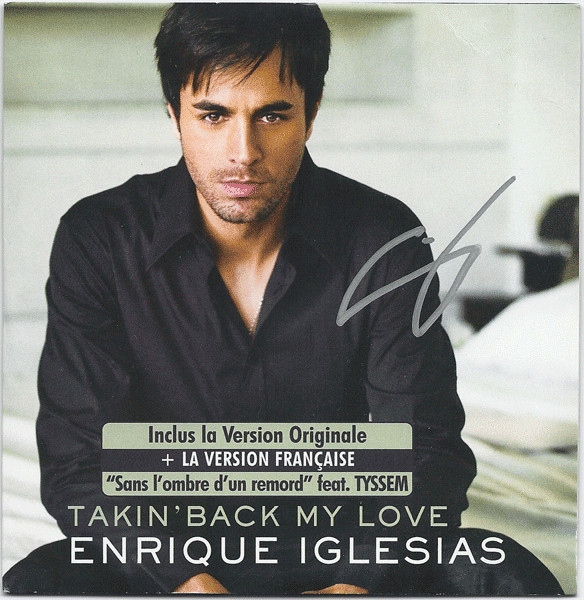 Inclus la Version Originale
+ LA VERSION FRANÇAISE
“Sans l’ombre d’un remord” feat. TYSSEM
TAKIN’ BACK MY LOVE
ENRIQUE IGLESIAS